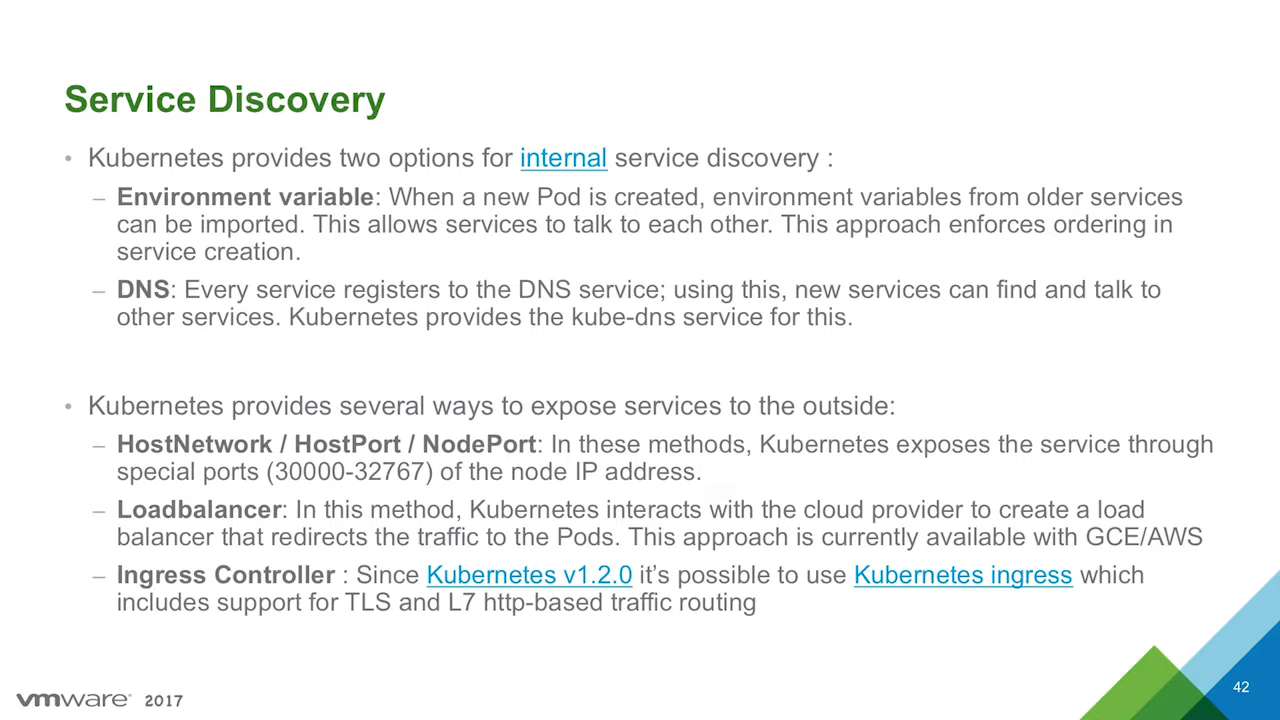 Service Discovery
• Kubernetes provides two options for internal service discovery :
– Environment variable: When a new Pod is created, environment variables from older services
can be imported. This allows services to talk to each other. This approach enforces ordering in
service creation.
– DNS: Every service registers to the DNS service; using this, new services can find and talk to
other services. Kubernetes provides the kube-dns service for this.
• Kubernetes provides several ways to expose services to the outside:
– HostNetwork / HostPort / NodePort: In these methods, Kubernetes exposes the service through
special ports (30000-32767) of the node IP address.
– Loadbalancer: In this method, Kubernetes interacts with the cloud provider to create a load
balancer that redirects the traffic to the Pods. This approach is currently available with GCE/AWS
– Ingress Controller : Since Kubernetes v1.2.0 it’s possible to use Kubernetes ingress which
includes support for TLS and L7 http-based traffic routing
vmware 2017
42